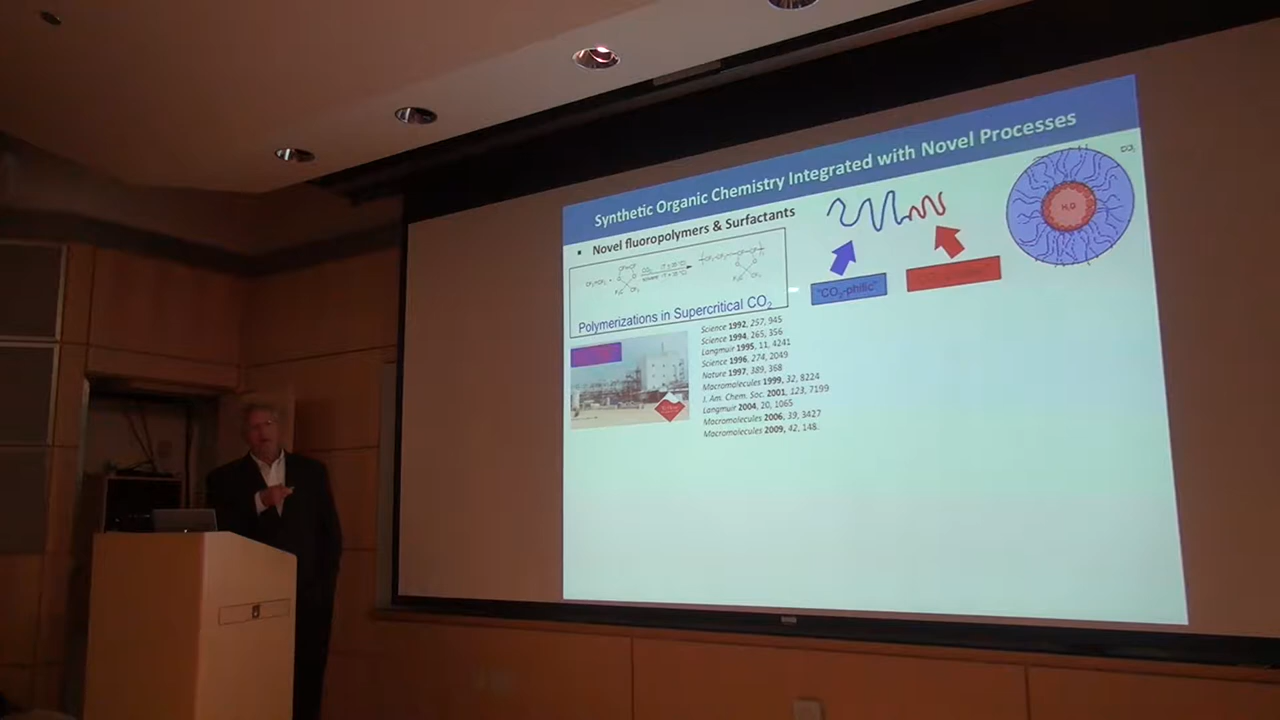 Synthetic Organic Chemistry Integrated with Novel Processes
▪ Novel fluoropolymers & Surfactants
Polymerizations in Supercritical CO2
Science 1992, 257, 945
Science 1994, 265, 356
Langmuir 1995, 11, 4241
Science 1996, 274, 2049
Nature 1997, 389, 368
Macromolecules 1999, 32, 8224
J. Am. Chem. Soc. 2001, 123, 7199
Langmuir 2004, 20, 1065
Macromolecules 2006, 39, 3427
Macromolecules 2009, 42, 148.
"CO2-philic"
H2O
CO2